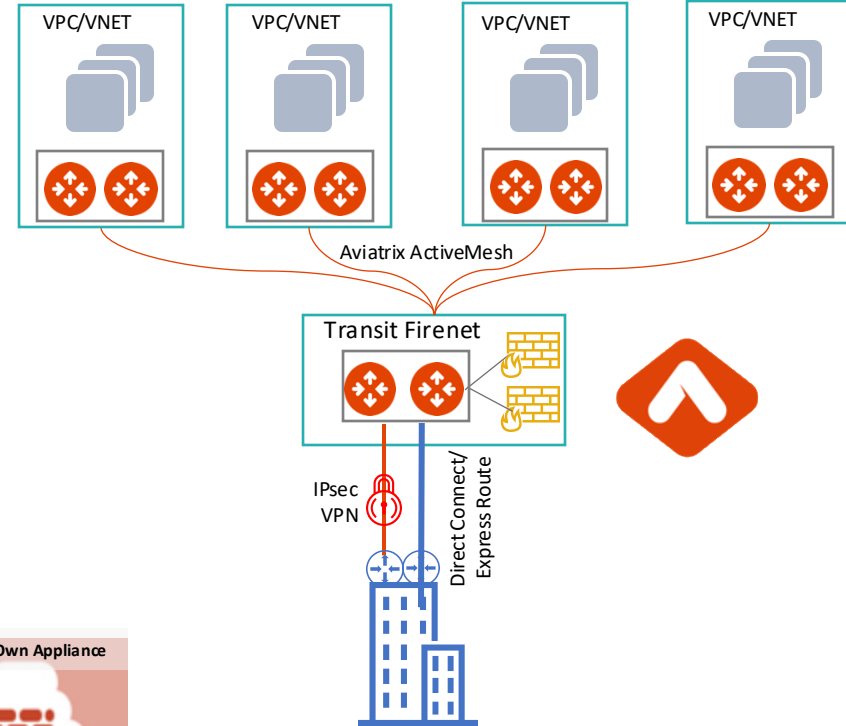 VPC/VNET
VPC/VNET
VPC/VNET
VPC/VNET
Aviatrix ActiveMesh
Transit Firenet
IPsec
VPN
Direct Connect/
Express Route
Own Appliance